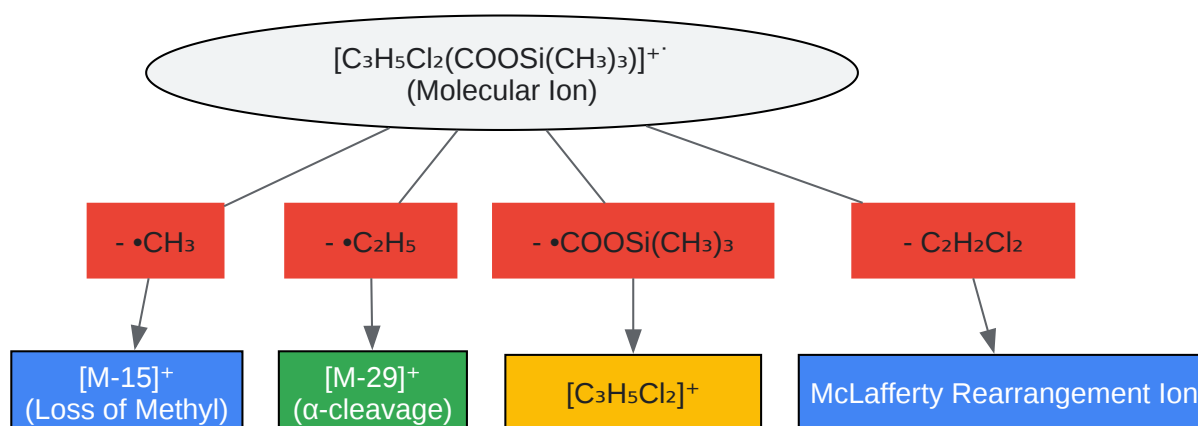 [C₃H₅Cl₂(COOSi(CH₃)₃)]⁺˙
(Molecular Ion)
- •CH₃
- •C₂H₅
- •COOSi(CH₃)₃
- C₂H₂Cl₂
[M-15]⁺
(Loss of Methyl)
[M-29]⁺
(α-cleavage)
[C₃H₅Cl₂]⁺
McLafferty Rearrangement Ion